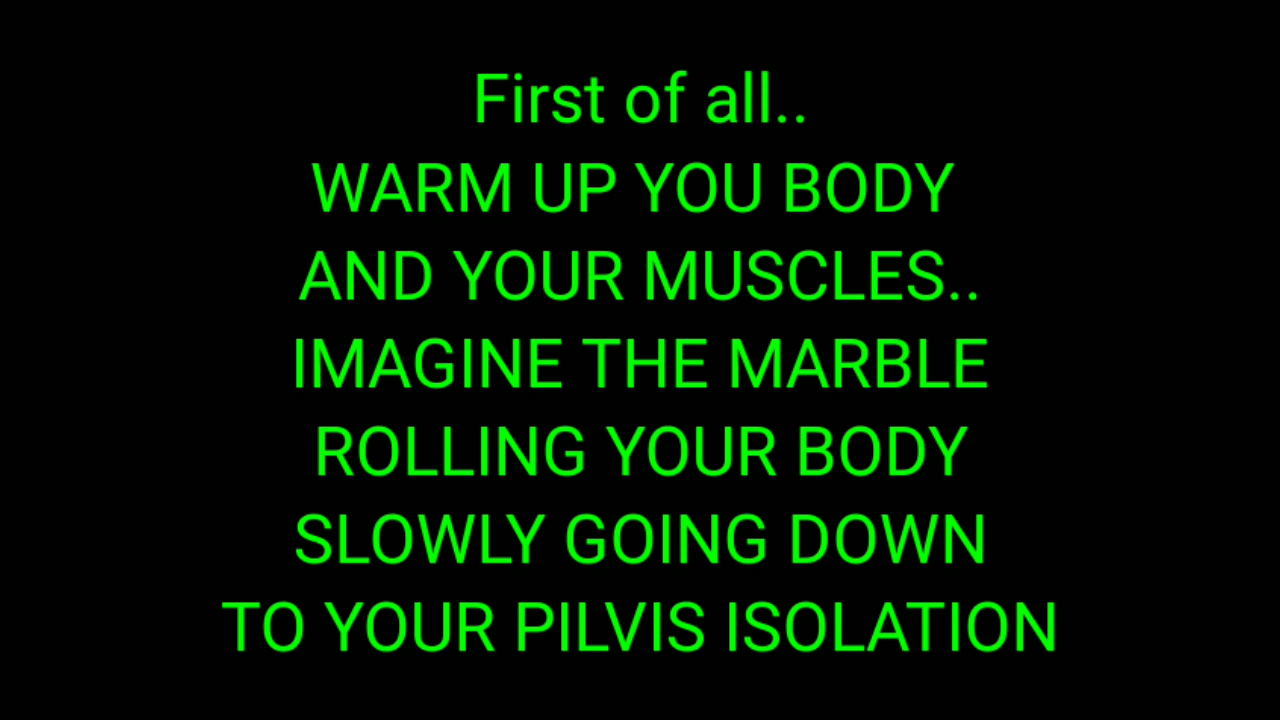 First of all..
WARM UP YOU BODY
AND YOUR MUSCLES..
IMAGINE THE MARBLE
ROLLING YOUR BODY
SLOWLY GOING DOWN
TO YOUR PILVIS ISOLATION